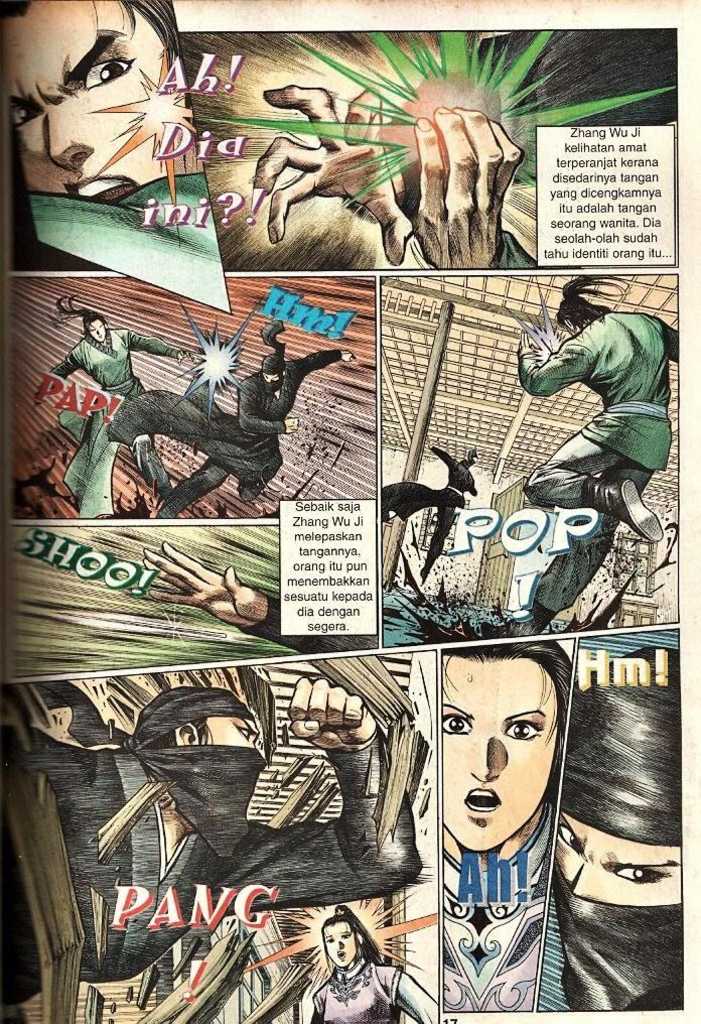 Ah!
Dia
ini?!
Zhang Wu Ji
kelihatan amat
terperanjat kerana
disedarinya tangan
yang dicengkamnya
itu adalah tangan
seorang wanita. Dia
seolah-olah sudah
tahu identiti orang itu...
Hm!
PAP!
POP
!
Sebaik saja
Zhang Wu Ji
melepaskan
tangannya,
orang itu pun
menembakkan
sesuatu kepada
dia dengan
segera.
SHOO!
PANG
!
Ah!
Hm!
17